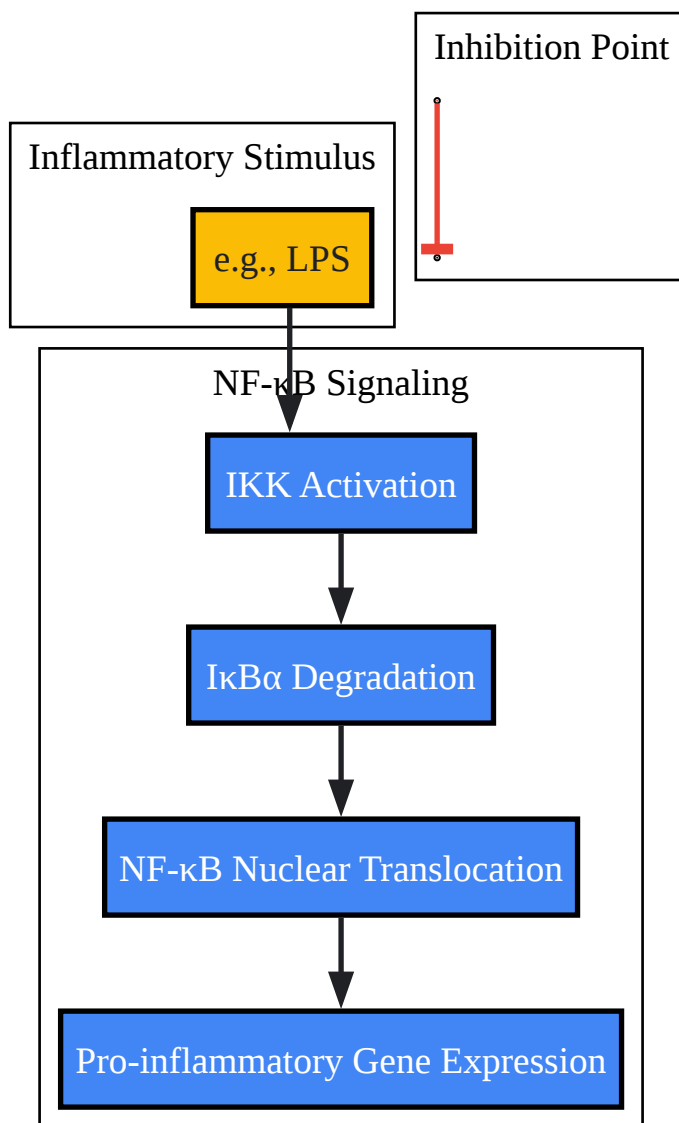 Inhibition Point
Inflammatory Stimulus
e.g., LPS
NF-κB Signaling
IKK Activation
IκBα Degradation
NF-κB Nuclear Translocation
Pro-inflammatory Gene Expression